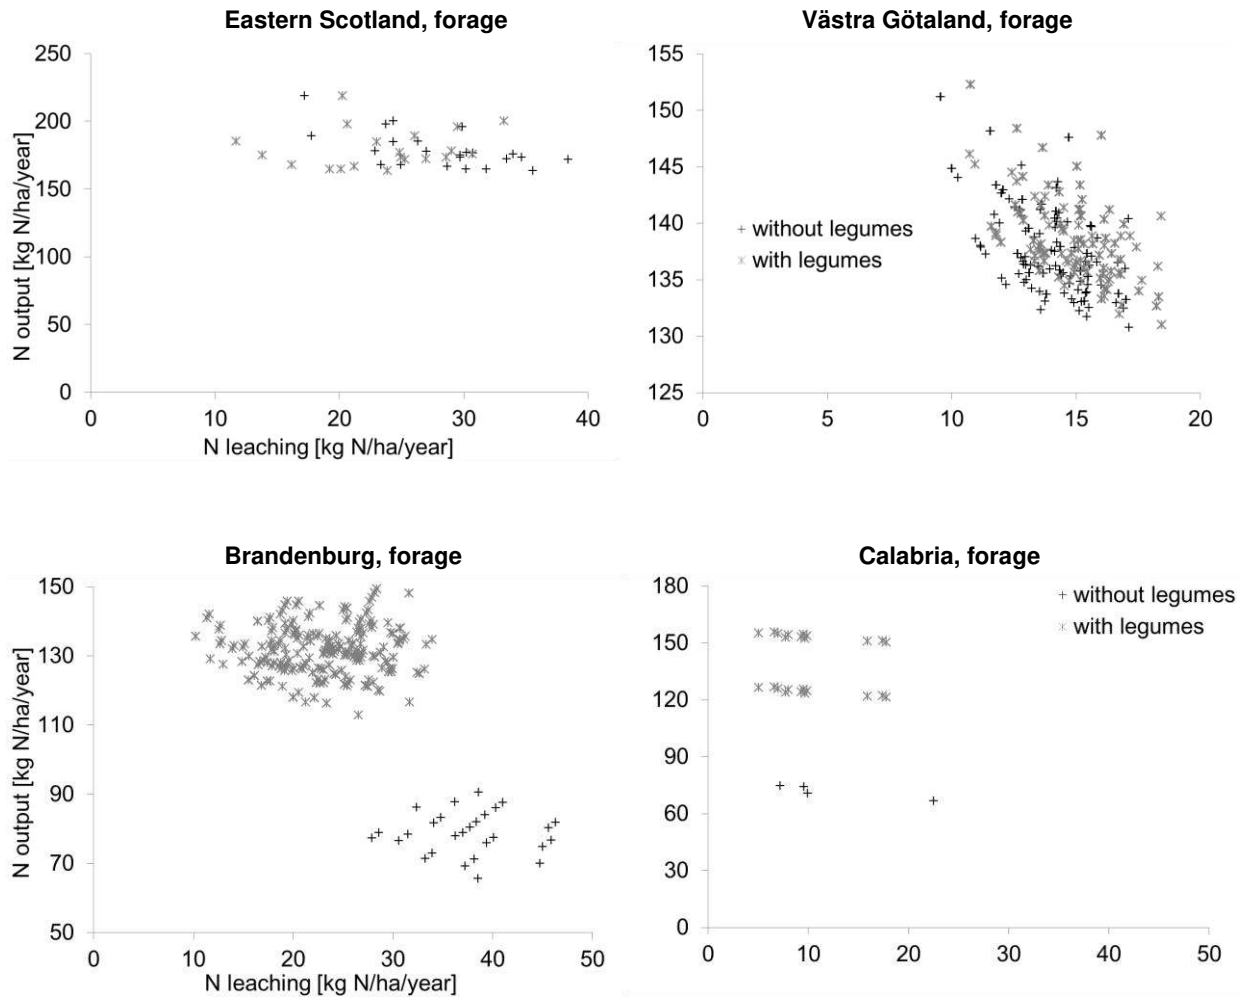 Eastern Scotland, forage
250
200
150
100
50
0
0 10 20 30 40
N output [kg N/ha/year]
N leaching [kg N/ha/year]
Västra Götaland, forage
155
150
145
140
135
130
125
0 5 10 15 20
without legumes
with legumes
Brandenburg, forage
150
130
110
90
70
50
0 10 20 30 40 50
N output [kg N/ha/year]
N leaching [kg N/ha/year]
Calabria, forage
180
150
120
90
60
30
0
0 10 20 30 40 50
without legumes
with legumes